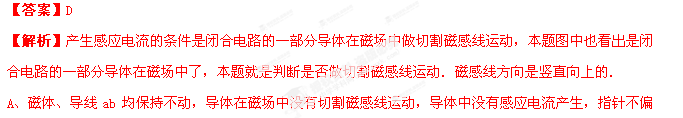 【答案】D
【解析】产生感应电流的条件是闭合电路的一部分导体在磁场中做切割磁感线运动，本题图中也看出是闭
合电路的一部分导体在磁场中了，本题就是判断是否做切割磁感线运动．磁感线方向是竖直向上的．
A、磁体、导线 ab 均保持不动，导体在磁场中没有切割磁感线运动，导体中没有感应电流产生，指针不偏